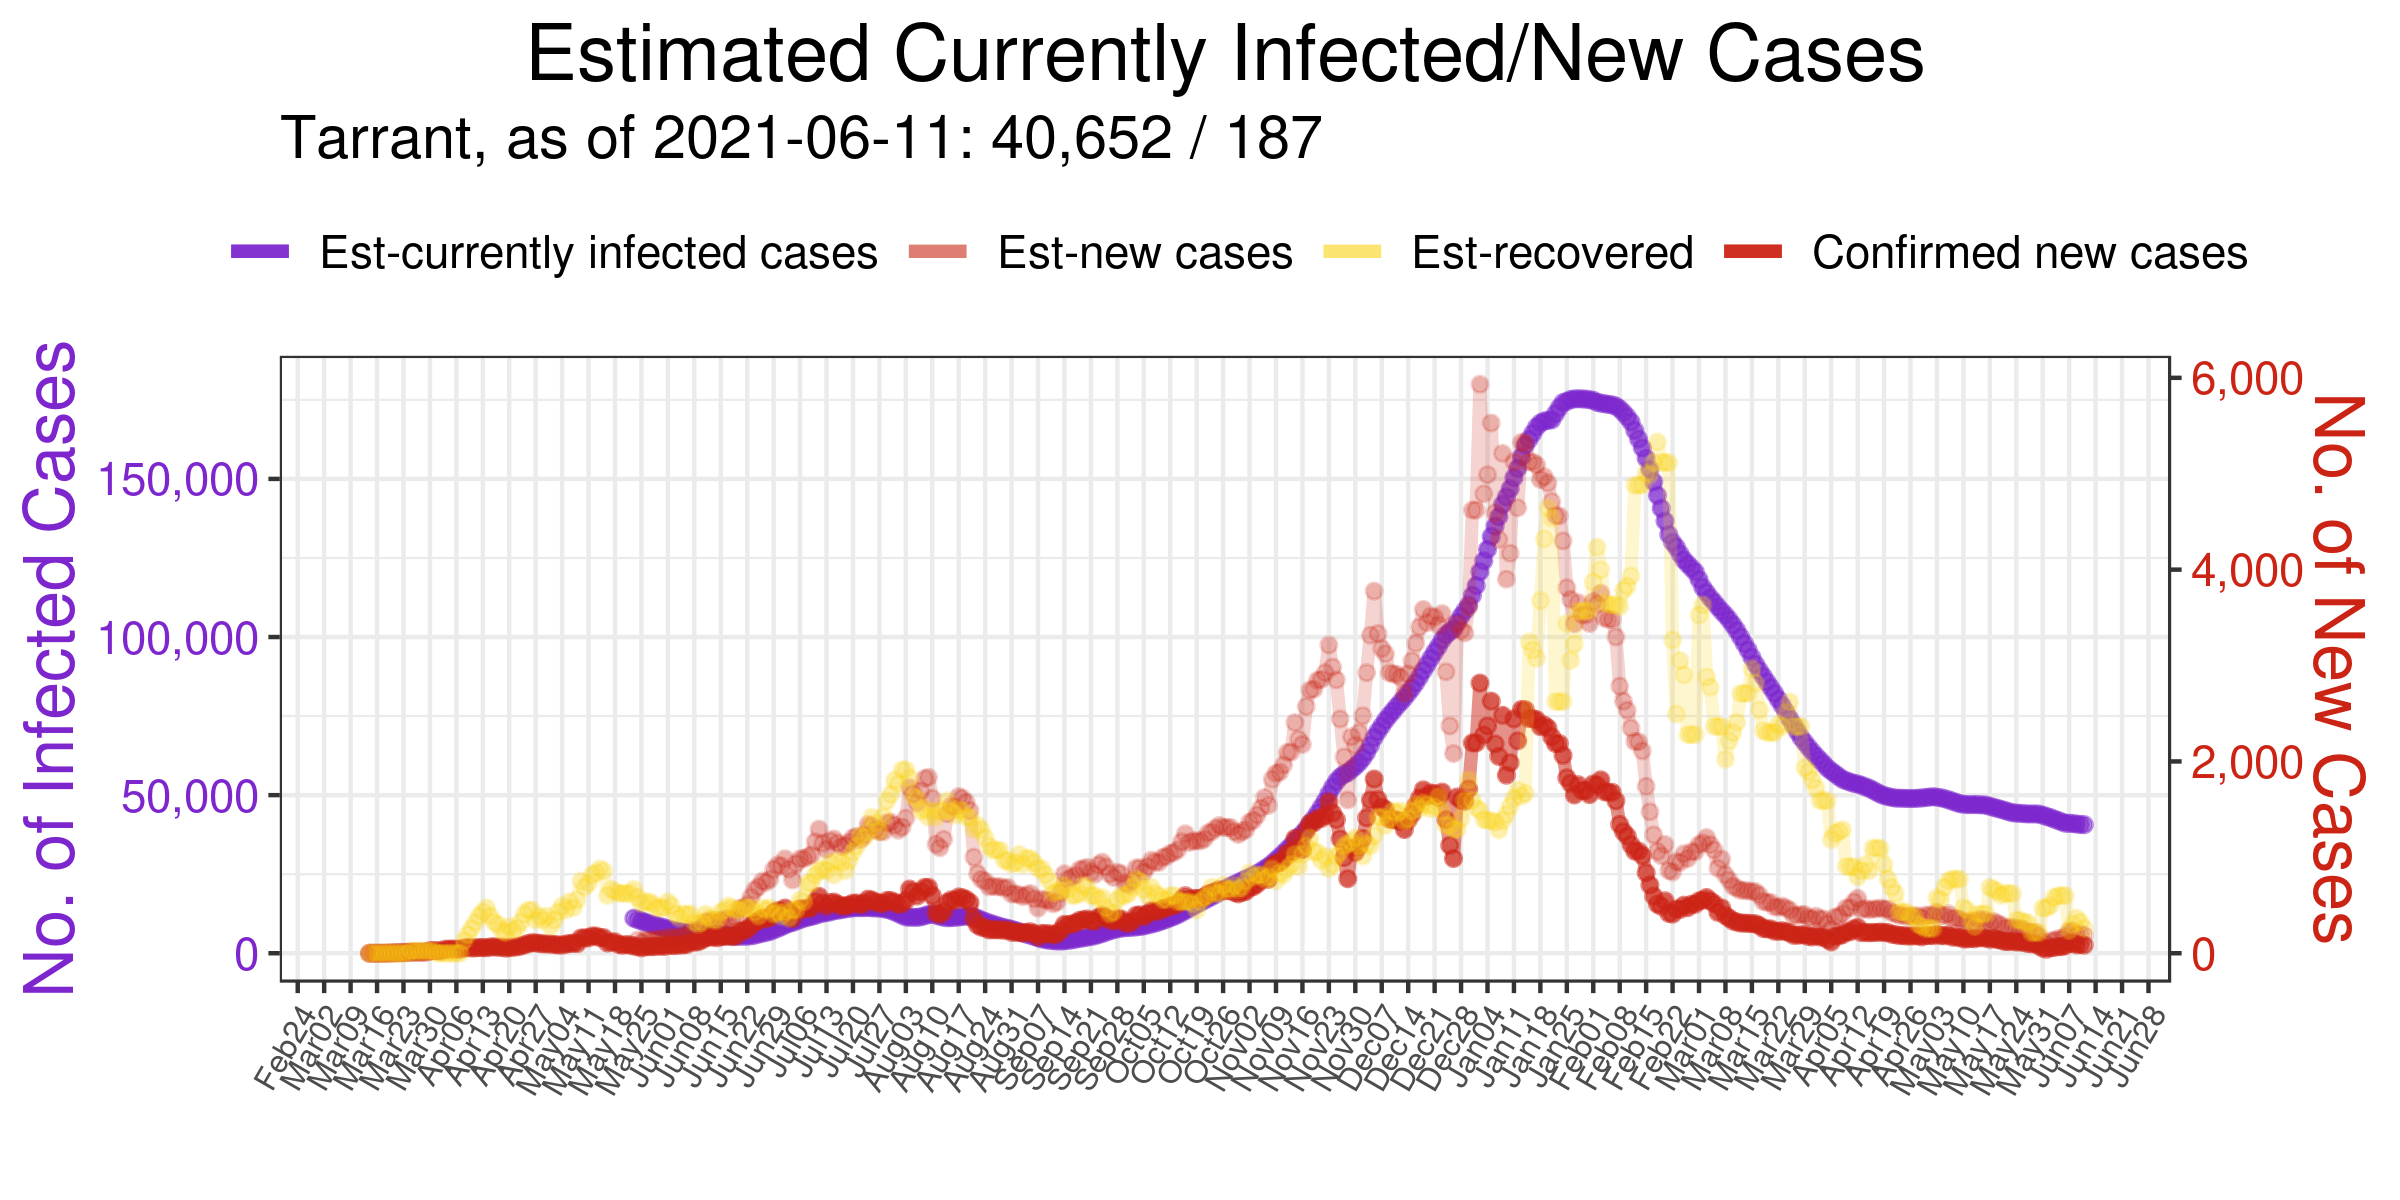 Estimated Currently Infected/New Cases
Tarrant, as of 2021-06-11: 40,652 / 187
Est-currently infected cases Est-new cases Est-recovered Confirmed new cases
No. of Infected Cases
150,000
100,000
50,000
0
6,000
4,000
2,000
0
No. of New Cases
Feb24 Mar02 Mar09 Mar16 Mar23 Mar30 Apr06 Apr13 Apr20 Apr27 May04 May11 May18 May25 Jun01 Jun08 Jun15 Jun22 Jun29 Jul06 Jul13 Jul20 Jul27 Aug03 Aug10 Aug17 Aug24 Aug31 Sep07 Sep14 Sep21 Sep28 Oct05 Oct12 Oct19 Oct26 Nov02 Nov09 Nov16 Nov23 Nov30 Dec07 Dec14 Dec21 Dec28 Jan04 Jan11 Jan18 Jan25 Feb01 Feb08 Feb15 Feb22 Mar01 Mar08 Mar15 Mar22 Mar29 Apr05 Apr12 Apr19 Apr26 May03 May10 May17 May24 May31 Jun07 Jun14 Jun21 Jun28